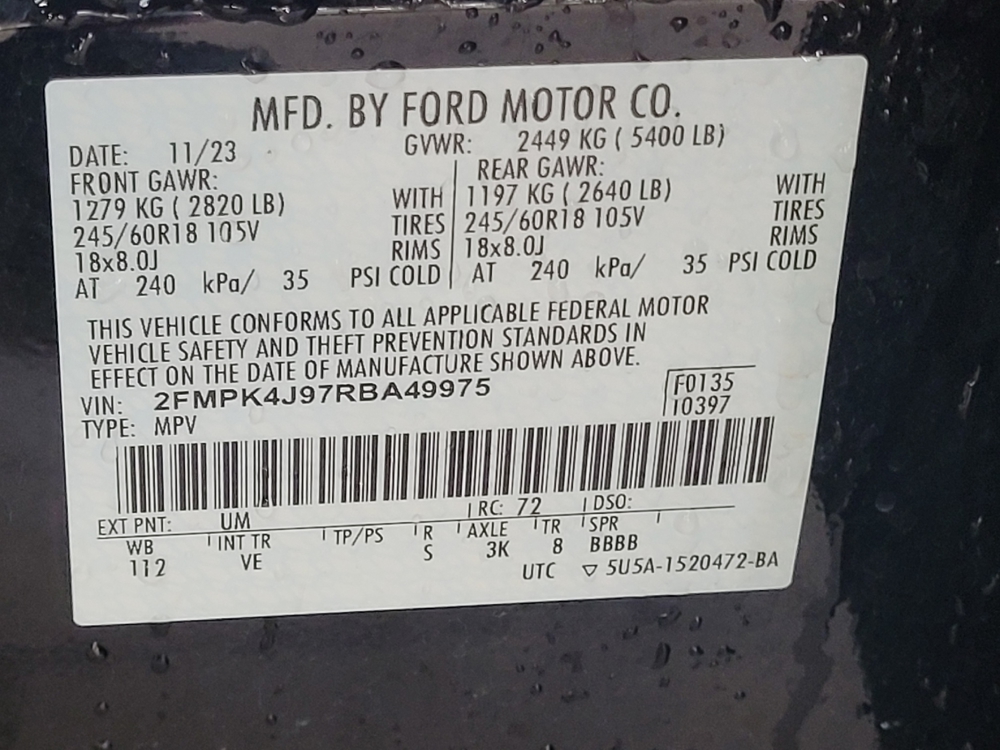 MFD. BY FORD MOTOR CO.
DATE: 11/23 GVWR: 2449 KG ( 5400 LB)
FRONT GAWR: REAR GAWR:
1279 KG ( 2820 LB) WITH 1197 KG ( 2640 LB) WITH
245/60R18 105V TIRES 245/60R18 105V TIRES
18x8.0J RIMS 18x8.0J RIMS
AT 240 kPa/ 35 PSI COLD AT 240 kPa/ 35 PSI COLD
THIS VEHICLE CONFORMS TO ALL APPLICABLE FEDERAL MOTOR
VEHICLE SAFETY AND THEFT PREVENTION STANDARDS IN
EFFECT ON THE DATE OF MANUFACTURE SHOWN ABOVE.
VIN: 2FMPK4J97RBA49975 F0135
TYPE: MPV 10397
EXT PNT: UM RC: 72 DSO:
WB INT TR TP/PS R AXLE TR SPR
112 VE S 3K 8 BBBB
UTC ▽ 5U5A-1520472-BA